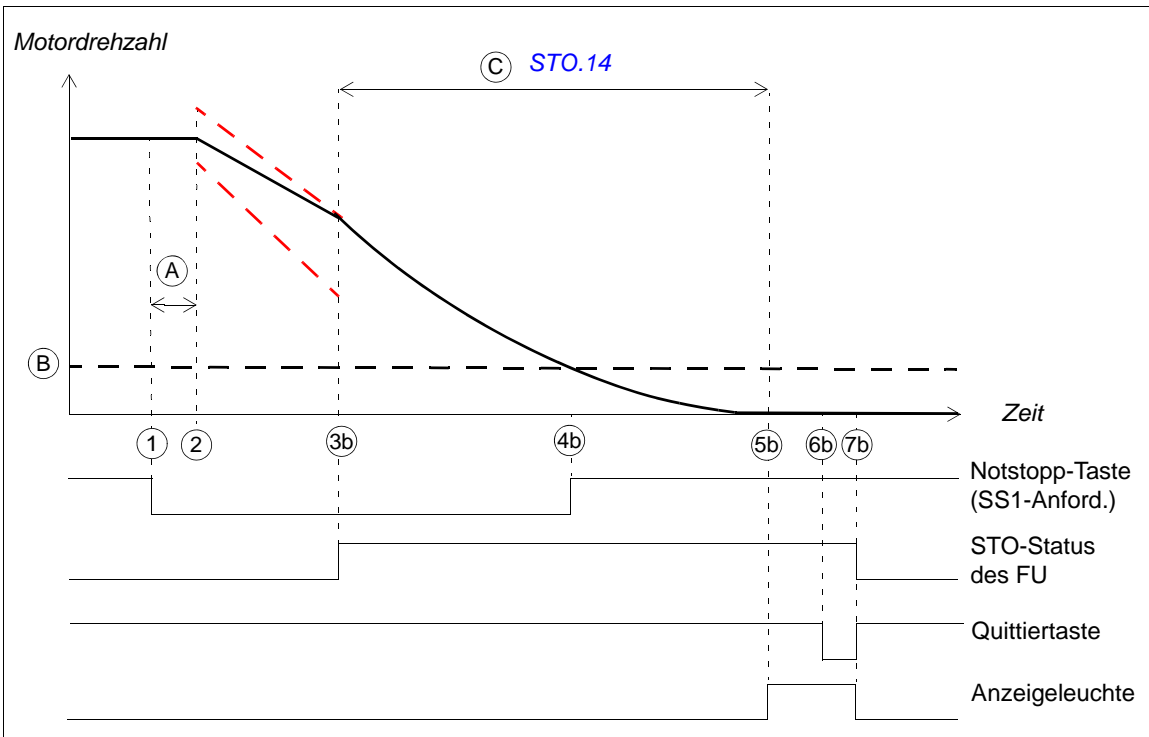 Motordrehzahl
C STO.14
A
B
Zeit
1 2 3b 4b 5b 6b 7b
Notstopp-Taste
(SS1-Anford.)
STO-Status
des FU
Quittiertaste
Anzeigeleuchte